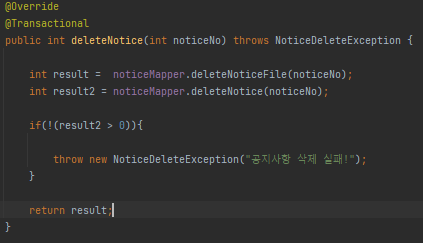 @Override
@Transactional
public int deleteNotice(int noticeNo) throws NoticeDeleteException {
int result =  noticeMapper.deleteNoticeFile(noticeNo);
int result2 = noticeMapper.deleteNotice(noticeNo);
if(!(result2 > 0)){
throw new NoticeDeleteException("공지사항 삭제 실패!");
}
return result;
}